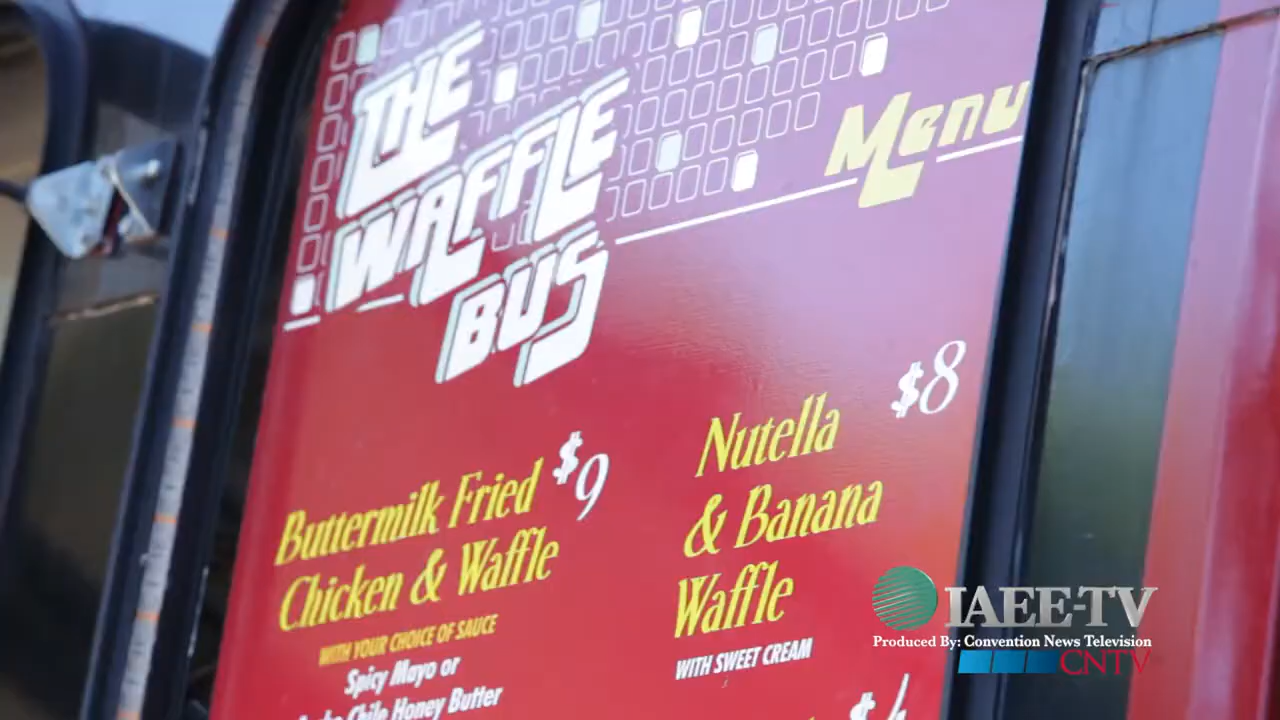 THE
WAFFLE
BUS
Menu
Buttermilk Fried $9
Chicken & Waffle
WITH YOUR CHOICE OF SAUCE
Spicy Mayo or
Chile Honey Butter
Nutella $8
& Banana
Waffle
WITH SWEET CREAM
$4
IAEE-TV
Produced By: Convention News Television
CNTV